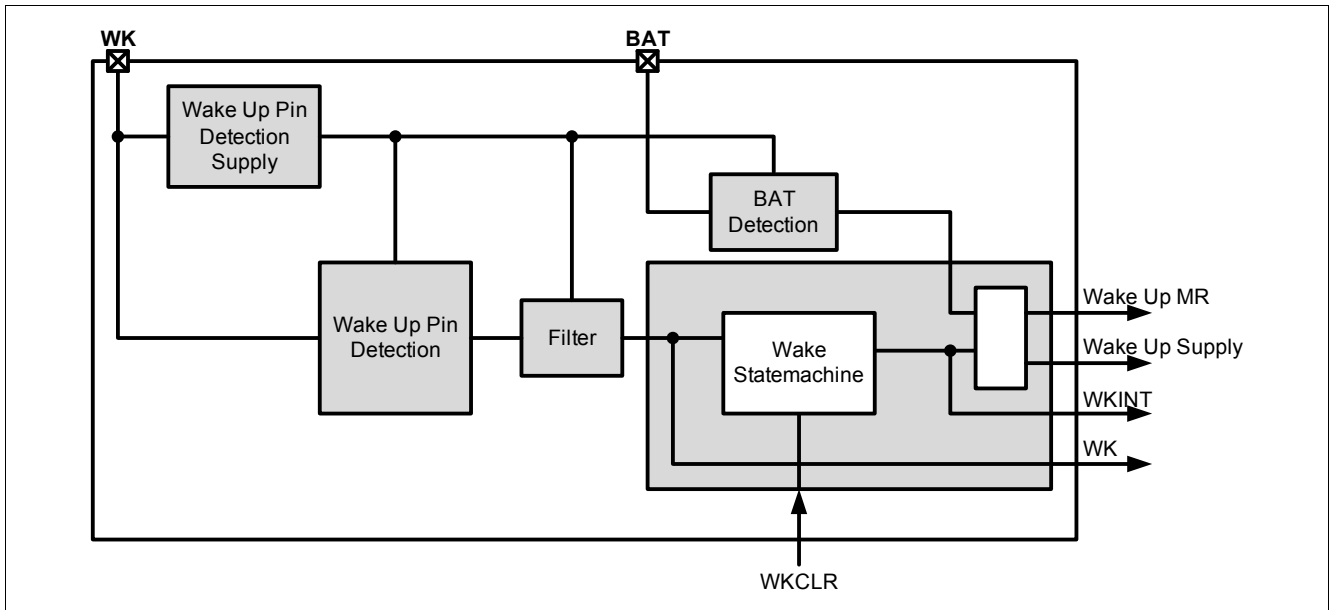 WK
BAT
Wake Up Pin
Detection
Supply
BAT
Detection
Wake Up Pin
Detection
Filter
Wake
Statemachine
Wake Up MR
Wake Up Supply
WKINT
WK
WKCLR